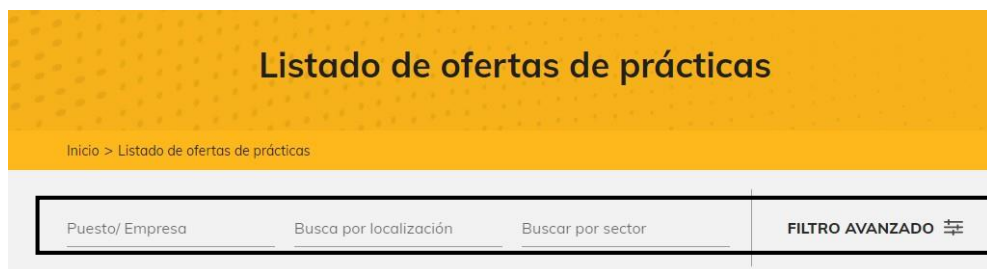 Listado de ofertas de prácticas
Inicio > Listado de ofertas de prácticas
Puesto/ Empresa Busca por localización Buscar por sector FILTRO AVANZADO